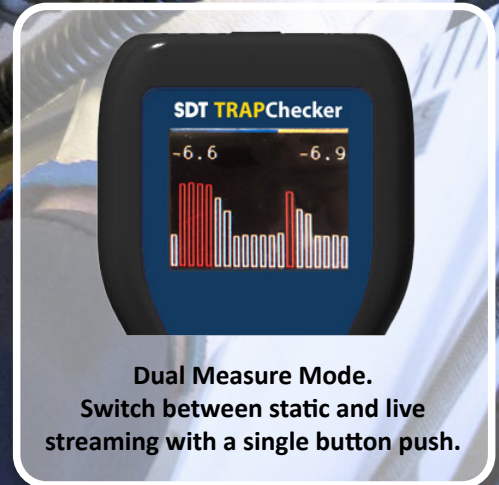 SDT TRAPChecker
-6.6 -6.9
Dual Measure Mode.
Switch between static and live
streaming with a single button push.